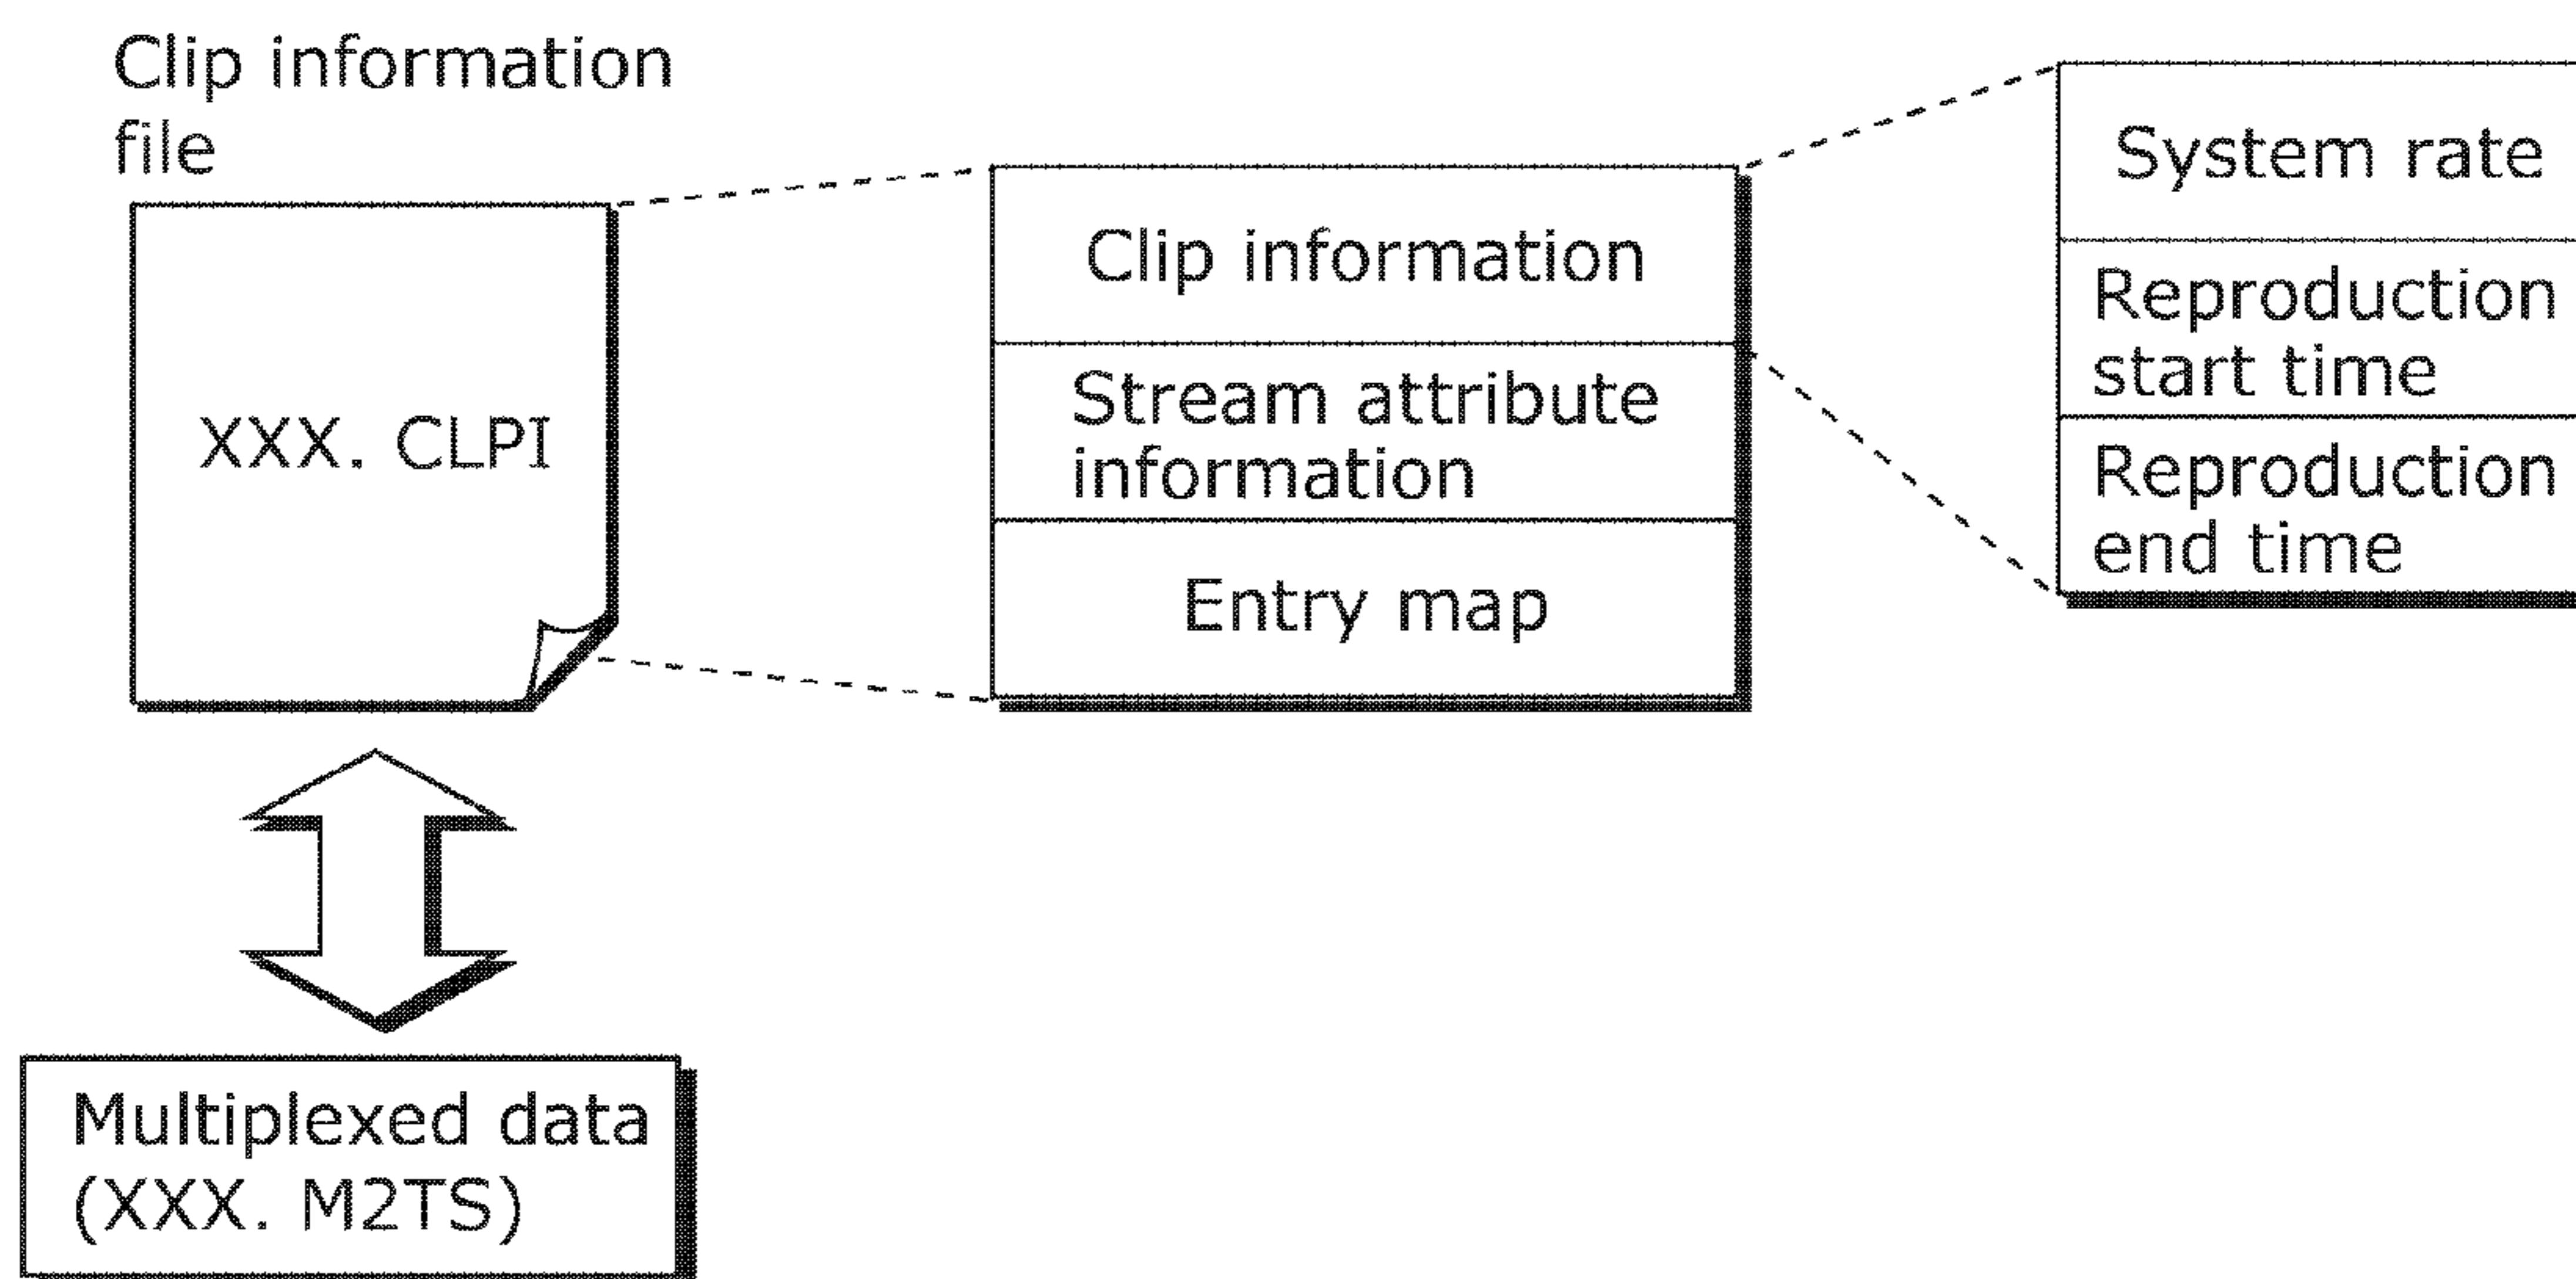 Clip information
file
XXX. CLPI
Clip information
Stream attribute
information
Entry map
System rate
Reproduction
start time
Reproduction
end time
Multiplexed data
(XXX. M2TS)